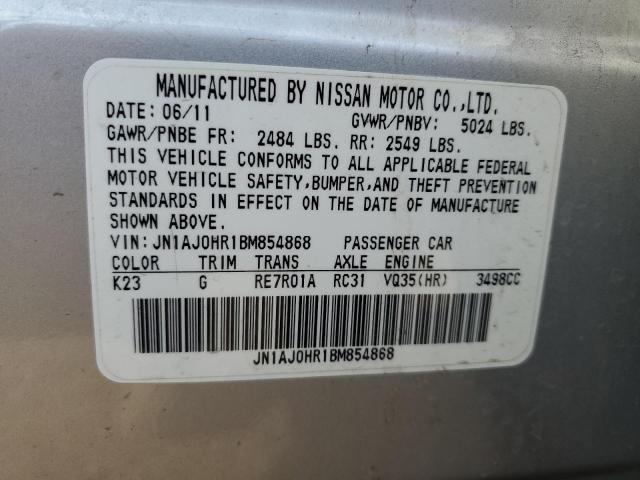 MANUFACTURED BY NISSAN MOTOR CO.,LTD.
DATE: 06/11 GVWR/PNBV: 5024 LBS.
GAWR/PNBE FR: 2484 LBS. RR: 2549 LBS.
THIS VEHICLE CONFORMS TO ALL APPLICABLE FEDERAL
MOTOR VEHICLE SAFETY,BUMPER,AND THEFT PREVENTION
STANDARDS IN EFFECT ON THE DATE OF MANUFACTURE
SHOWN ABOVE.
VIN: JN1AJ0HR1BM854868 PASSENGER CAR
COLOR TRIM TRANS AXLE ENGINE
K23 G RE7R01A RC31 VQ35(HR) 3498CC
JN1AJ0HR1BM854868